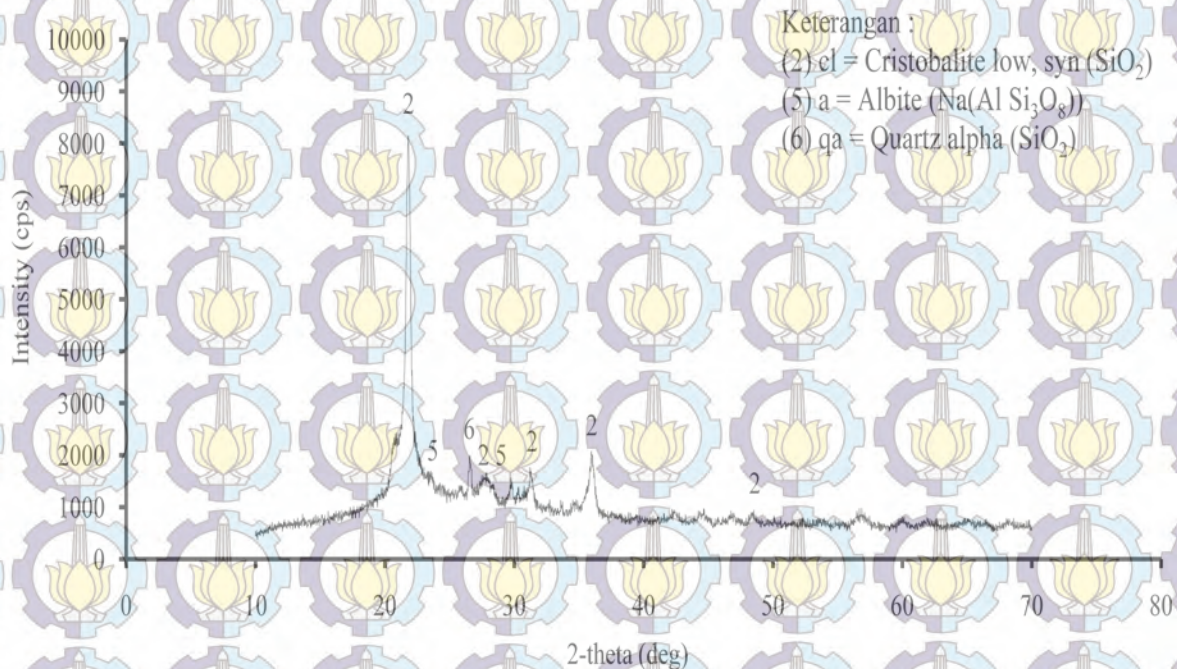 Keterangan :
(2) cl = Cristobalite low, syn (SiO₂)
(5) a = Albite (Na(Al Si₃O₈))
(6) qa = Quartz alpha (SiO₂)
Intensity (cps)
10000
9000
8000
7000
6000
5000
4000
3000
2000
1000
0
2
5
6
2 5
2
2
2
0 10 20 30 40 50 60 70 80
2-theta (deg)